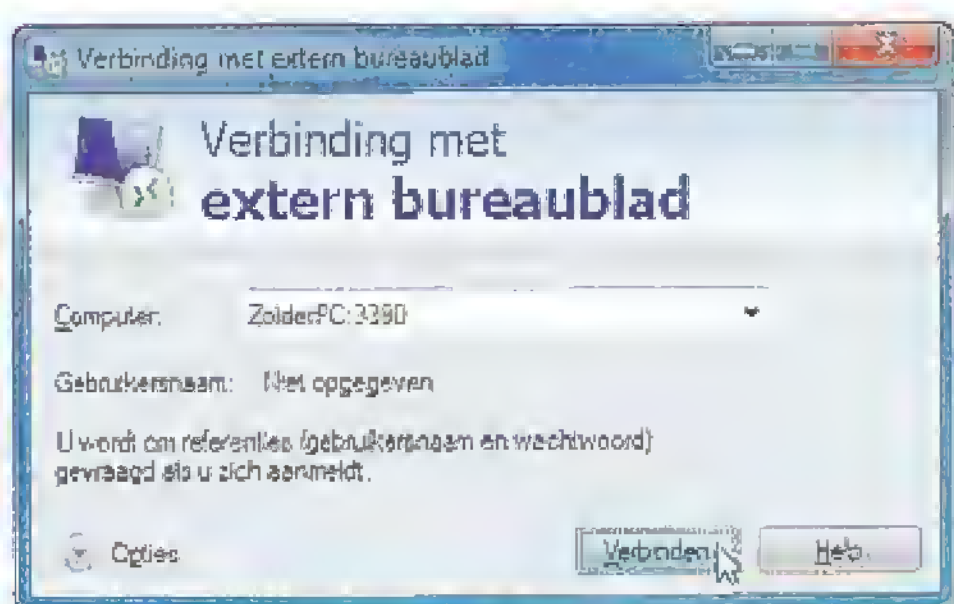 Verbinding met extern bureaublad
Verbinding met
extern bureaublad
Computer: ZolderPC:3390
Gebruikersnaam: Niet opgegeven
U wordt om referenties (gebruikersnaam en wachtwoord)
gevraagd als u zich aanmeldt.
Opties
Verbinden Help